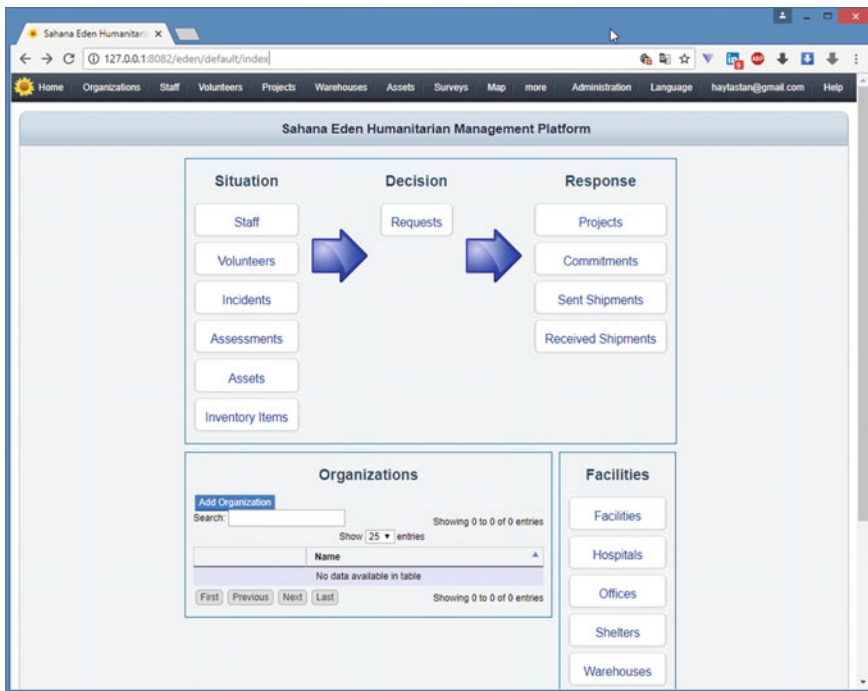 Sahana Eden Humanitari
127.0.0.1:8082/eden/default/index
Home Organizations Staff Volunteers Projects Warehouses Assets Surveys Map more Administration Language haytastan@gmail.com Help
Sahana Eden Humanitarian Management Platform
Situation Decision Response
Staff Requests Projects
Volunteers Commitments
Incidents Sent Shipments
Assessments Received Shipments
Assets
Inventory Items
Organizations
Add Organization
Search: Showing 0 to 0 of 0 entries
Show 25 entries
Name
No data available in table
First Previous Next Last Showing 0 to 0 of 0 entries
Facilities
Facilities
Hospitals
Offices
Shelters
Warehouses